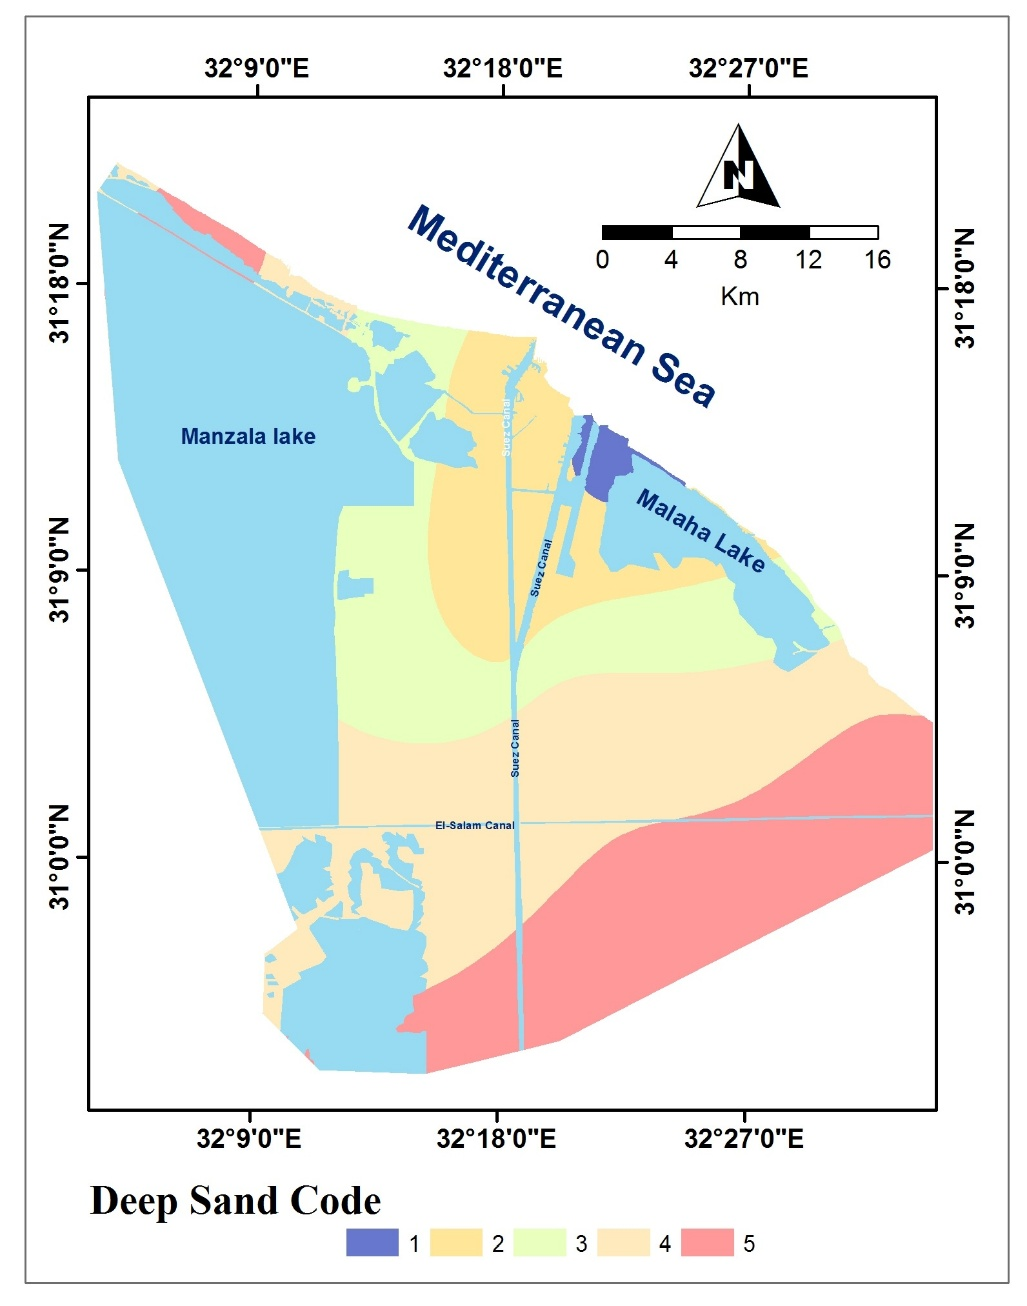 32°9'0"E 32°18'0"E 32°27'0"E
N
0 4 8 12 16
Km
Mediterranean Sea
31°18'0"N
31°18'0"N
Manzala lake
Suez Canal
Malaha Lake
Suez Canal
31°9'0"N
31°9'0"N
Suez Canal
El-Salam Canal
31°0'0"N
31°0'0"N
32°9'0"E 32°18'0"E 32°27'0"E
Deep Sand Code
1 2 3 4 5